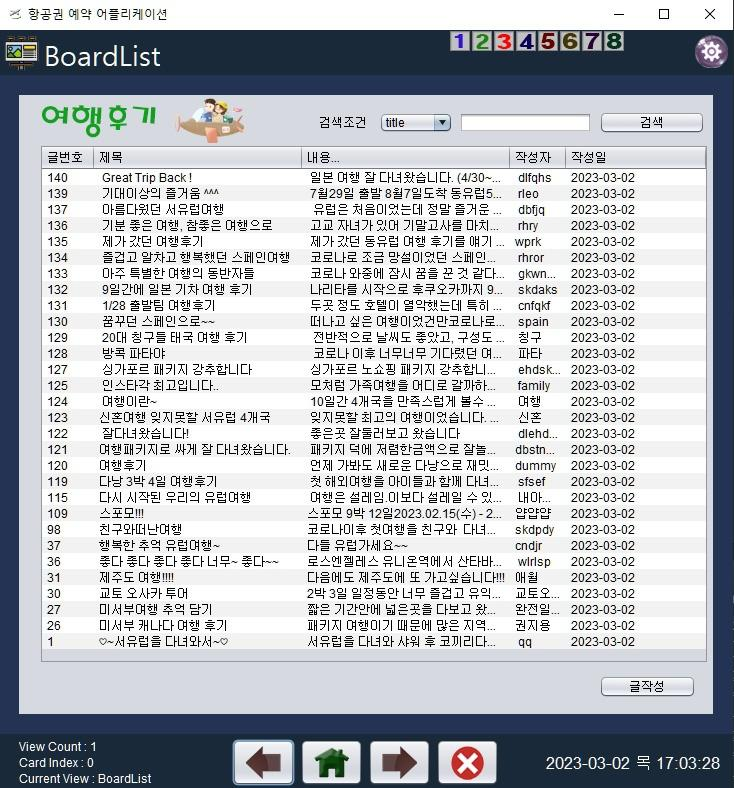 항공권 예약 어플리케이션
BoardList
1 2 3 4 5 6 7 8
여행후기
검색조건 title 검색
글번호 제목 내용... 작성자 작성일
140 Great Trip Back ! 일본 여행 잘 다녀왔습니다. (4/30~... dlfqhs 2023-03-02
139 기대이상의 즐거움 ^^^ 7월29일 출발 8월7일도착 동유럽5... rleo 2023-03-02
137 아름다웠던 서유럽여행 유럽은 처음이었는데 정말 즐거운 ... dbfjq 2023-03-02
136 기분 좋은 여행, 참좋은 여행으로 고교 자녀가 있어 기말고사를 마치... rhry 2023-03-02
135 제가 갔던 여행후기 제가 갔던 동유럽 여행 후기를 얘기 ... wprk 2023-03-02
134 즐겁고 알차고 행복했던 스페인여행 코로나로 조금 망설이었던 스페인... rhror 2023-03-02
133 아주 특별한 여행의 동반자들 코로나 와중에 잠시 꿈을 꾼 것 같다... gkwn... 2023-03-02
132 9일간에 일본 기차 여행 후기 나리타를 시작으로 후쿠오카까지 9... skdaks 2023-03-02
131 1/28 출발팀 여행후기 두곳 정도 호텔이 열악했는데 특히 ... cnfqkf 2023-03-02
130 꿈꾸던 스페인으로~~ 떠나고 싶은 여행이었건만코로나로... spain 2023-03-02
129 20대 칭구들 태국 여행 후기 전반적으로 날씨도 좋았고, 구성도 ... 칭구 2023-03-02
128 방콕 파타야 코로나 이후 너무너무 기다렸던 여... 파타 2023-03-02
127 싱가포르 패키지 강추합니다 싱가포르 노쇼핑 패키지 강추합니... ehdsk... 2023-03-02
125 인스타각 최고입니다.. 모처럼 가족여행을 어디로 갈까하... family 2023-03-02
124 여행이란~ 10일간 4개국을 만족스럽게 볼수 ... 여행 2023-03-02
123 신혼여행 잊지못할 서유럽 4개국 잊지못할 최고의 여행이었습니다. ... 신혼 2023-03-02
122 잘다녀왔습니다! 좋은곳 잘둘러보고 왔습니다 dlehd... 2023-03-02
121 여행패키지로 싸게 잘 다녀왔습니다. 패키지 덕에 저렴한금액으로 잘놀... dbstn... 2023-03-02
120 여행후기 언제 가봐도 새로운 다낭으로 재밋... dummy 2023-03-02
119 다낭 3박 4일 여행후기 첫 해외여행을 아이들과 함께 다녀... sfsef 2023-03-02
115 다시 시작된 우리의 유럽여행 여행은 설레임.이보다 설레일 수 있... 내아... 2023-03-02
109 스포모!!! 스포모 9박 12일2023.02.15(수) - 2... 얍얍얍 2023-03-02
98 친구와떠난여행 코로나이후 첫여행을 친구와 다녀... skdpdy 2023-03-02
37 행복한 추억 유럽여행~ 다들 유럽가세요~~ cndjr 2023-03-02
36 좋다 좋다 좋다 좋다 너무~ 좋다~~ 로스엔젤레스 유니온역에서 산타바... wlrlsp 2023-03-02
31 제주도 여행!!!! 다음에도 제주도에 또 가고싶습니다!!! 애월 2023-03-02
30 교토 오사카 투어 2박 3일 일정동안 너무 즐겁고 유익... 교토오... 2023-03-02
27 미서부여행 추억 담기 짧은 기간안에 넓은곳을 다보고 왔... 완전일... 2023-03-02
26 미서부 캐나다 여행 후기 패키지 여행이기 때문에 많은 지역... 권지용 2023-03-02
1 ♡~서유럽을 다녀와서~♡ 서유럽을 다녀와 샤워 후 코끼리다... qq 2023-03-02
글작성
View Count : 1
Card Index : 0
Current View : BoardList
2023-03-02 목 17:03:28